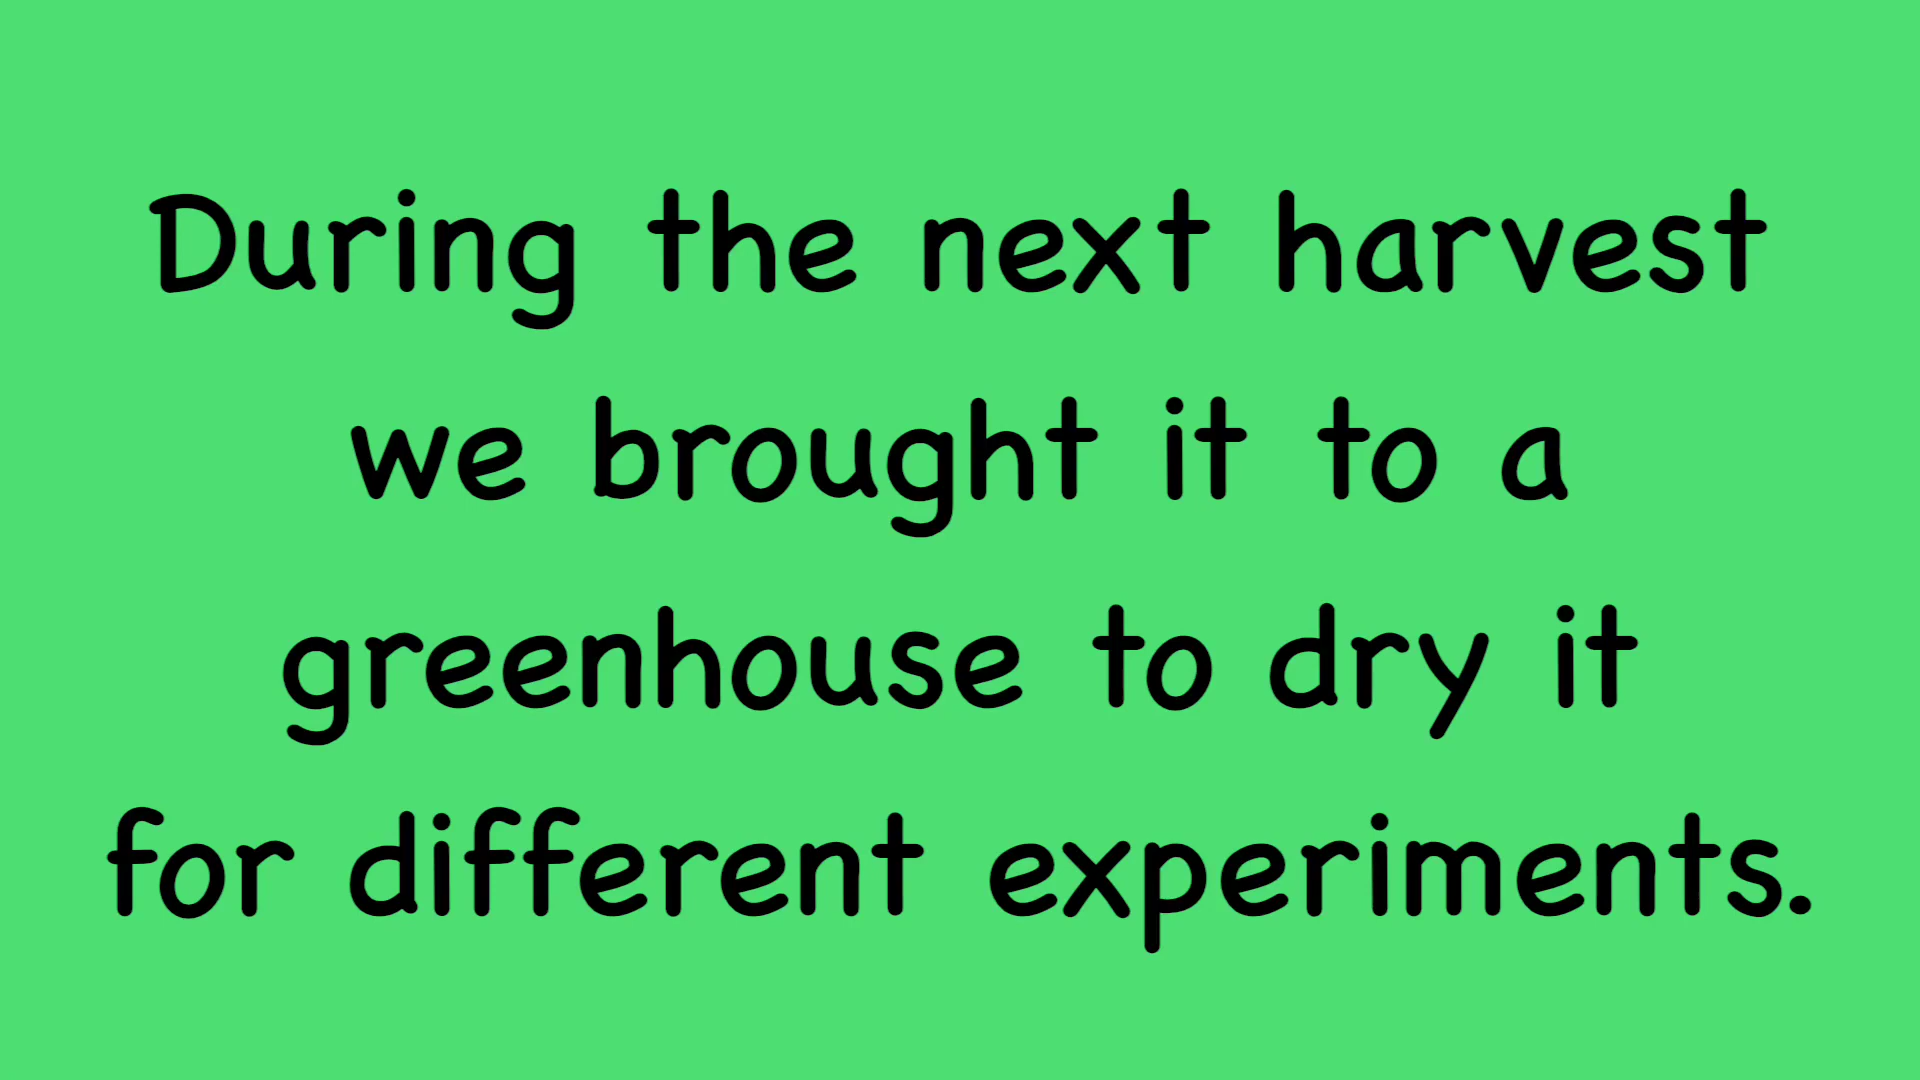 During the next harvest
we brought it to a
greenhouse to dry it
for different experiments.